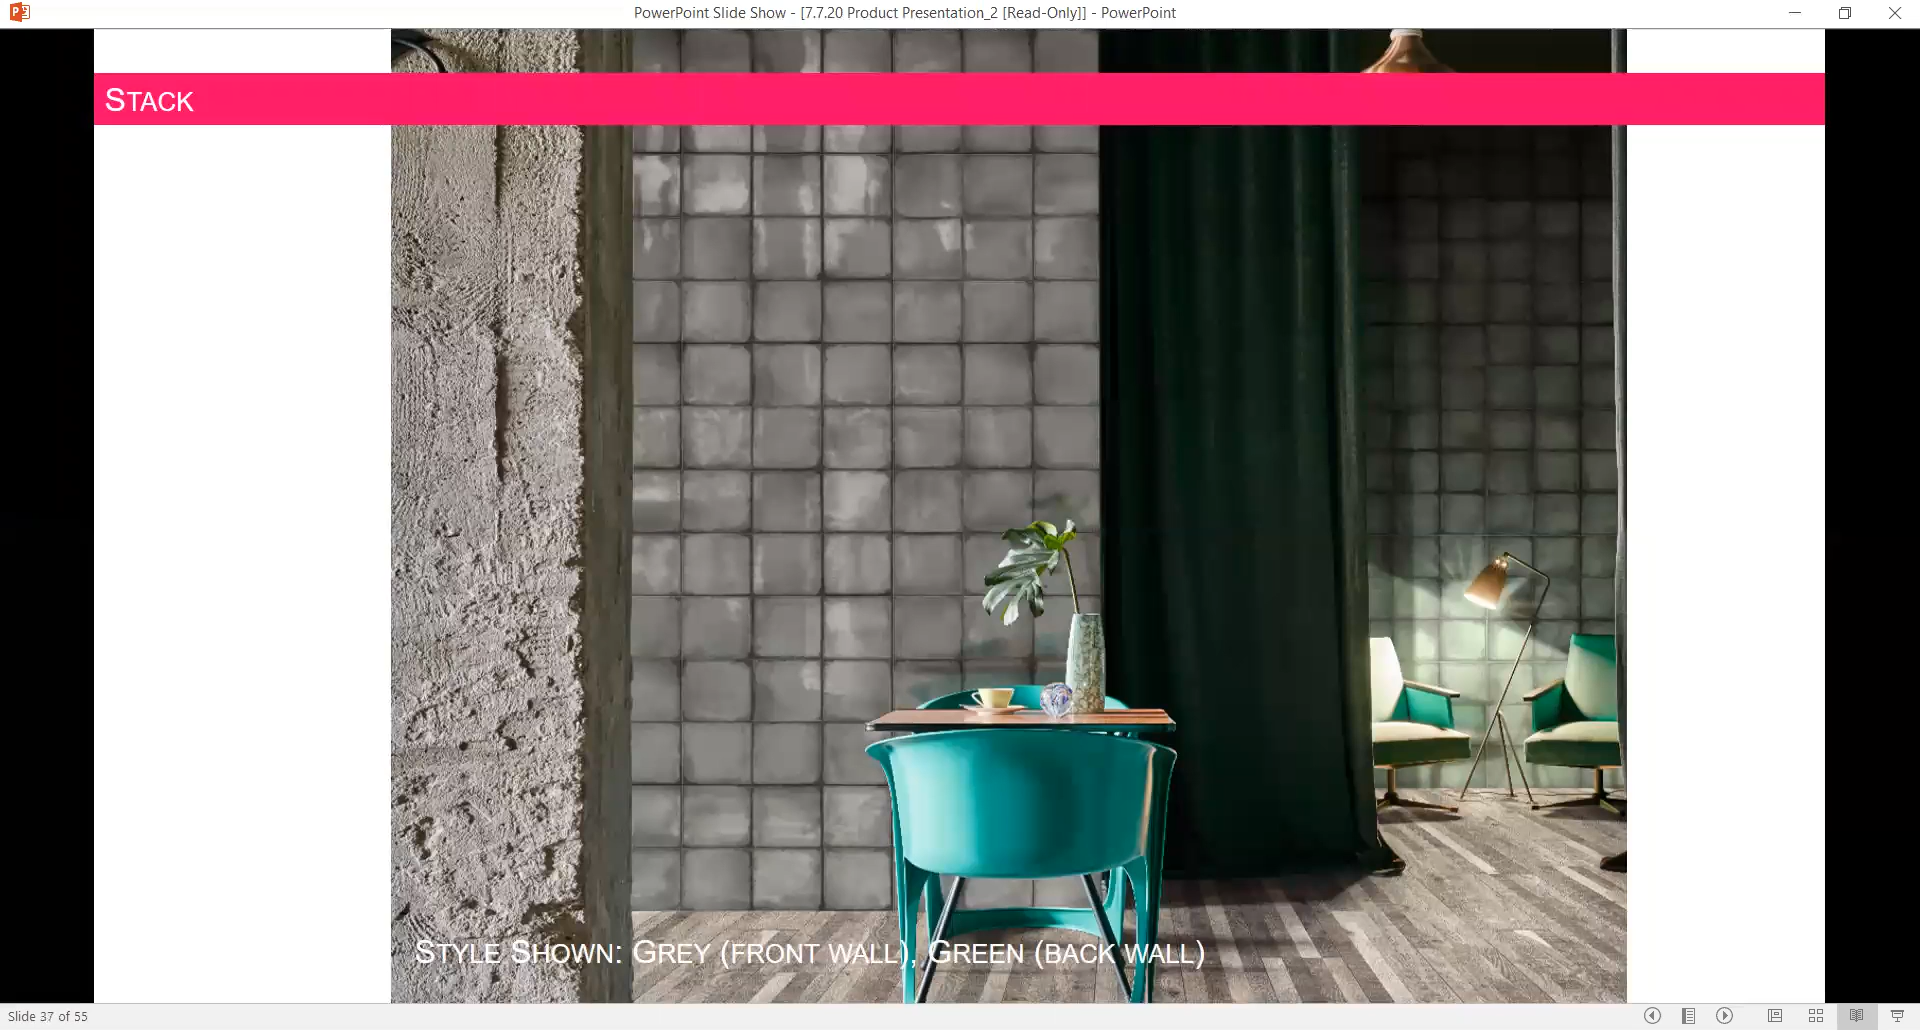 PowerPoint Slide Show - [7.7.20 Product Presentation_2 [Read-Only]] - PowerPoint
STACK
STYLE SHOWN: GREY (FRONT WALL), GREEN (BACK WALL)
Slide 37 of 55